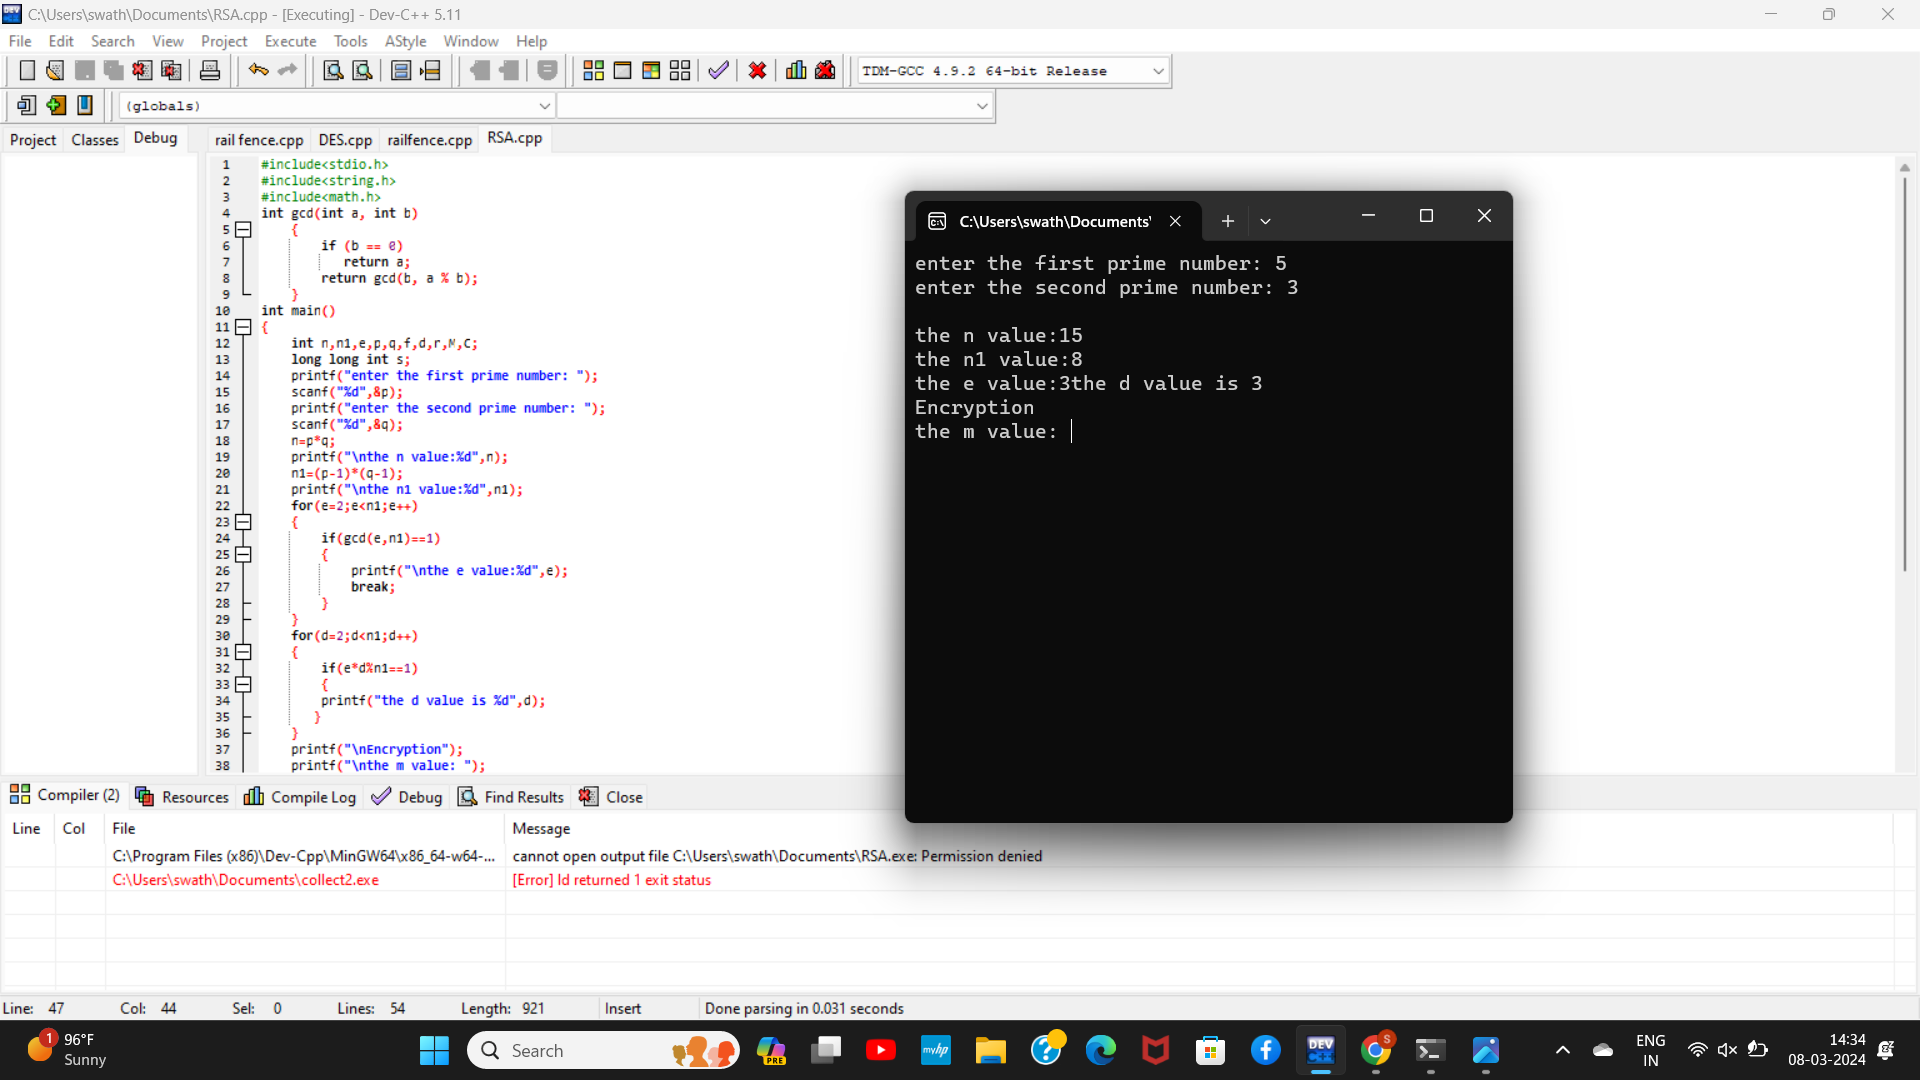 C:\Users\swath\Documents\RSA.cpp - [Executing] - Dev-C++ 5.11
File Edit Search View Project Execute Tools AStyle Window Help
TDM-GCC 4.9.2 64-bit Release
(globals)
Project Classes Debug
rail fence.cpp DES.cpp railfence.cpp RSA.cpp
1 #include<stdio.h>
2 #include<string.h>
3 #include<math.h>
4 int gcd(int a, int b)
5 {
6 if (b == 0)
7 return a;
8 return gcd(b, a % b);
9 }
10 int main()
11 {
12 int n,n1,e,p,q,f,d,r,M,C;
13 long long int s;
14 printf("enter the first prime number: ");
15 scanf("%d",&p);
16 printf("enter the second prime number: ");
17 scanf("%d",&q);
18 n=p*q;
19 printf("\nthe n value:%d",n);
20 n1=(p-1)*(q-1);
21 printf("\nthe n1 value:%d",n1);
22 for(e=2;e<n1;e++)
23 {
24 if(gcd(e,n1)==1)
25 {
26 printf("\nthe e value:%d",e);
27 break;
28 }
29 }
30 for(d=2;d<n1;d++)
31 {
32 if(e*d%n1==1)
33 {
34 printf("the d value is %d",d);
35 }
36 }
37 printf("\nEncryption");
38 printf("\nthe m value: ");
C:\Users\swath\Documents\
enter the first prime number: 5
enter the second prime number: 3
the n value:15
the n1 value:8
the e value:3the d value is 3
Encryption
the m value:
Compiler (2) Resources Compile Log Debug Find Results Close
Line Col File Message
C:\Program Files (x86)\Dev-Cpp\MinGW64\x86_64-w64-... cannot open output file C:\Users\swath\Documents\RSA.exe: Permission denied
C:\Users\swath\Documents\collect2.exe [Error] ld returned 1 exit status
Line: 47 Col: 44 Sel: 0 Lines: 54 Length: 921 Insert Done parsing in 0.031 seconds
1
96°F
Sunny
Search
PRE
myhp
DEV
C++
S
ENG
IN
14:34
08-03-2024